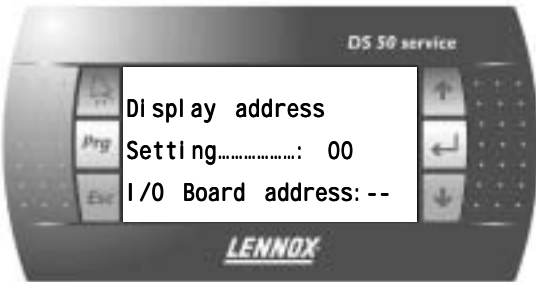 DS 50 service
Display address
Prg
Setting………………: 00
Esc
I/O Board address:--
LENNOX